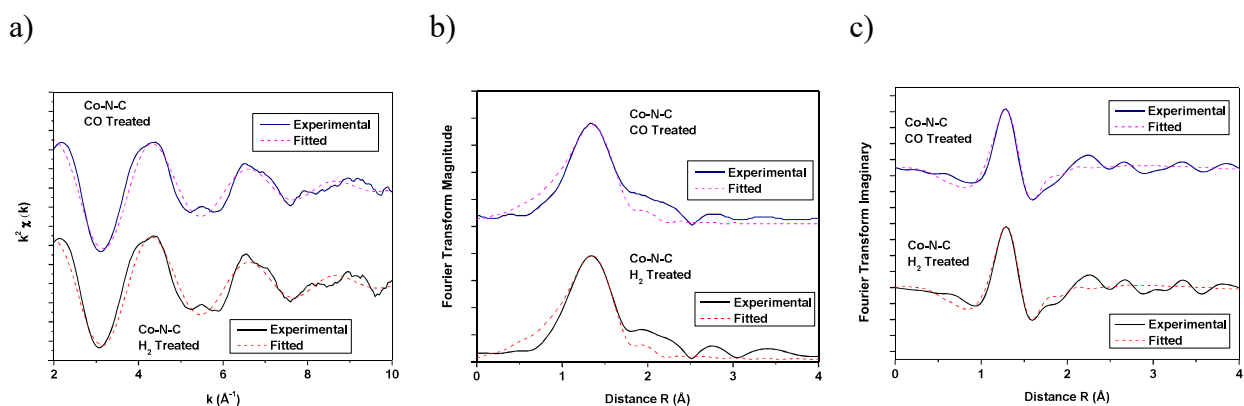 a)
b)
c)
Co-N-C
CO Treated
Experimental
Fitted
Co-N-C
H₂ Treated
Experimental
Fitted
k² χ (k)
2 4 6 8 10
k (Å⁻¹)
Co-N-C
CO Treated
Experimental
Fitted
Co-N-C
H₂ Treated
Experimental
Fitted
Fourier Transform Magnitude
0 1 2 3 4
Distance R (Å)
Co-N-C
CO Treated
Experimental
Fitted
Co-N-C
H₂ Treated
Experimental
Fitted
Fourier Transform Imaginary
0 1 2 3 4
Distance R (Å)